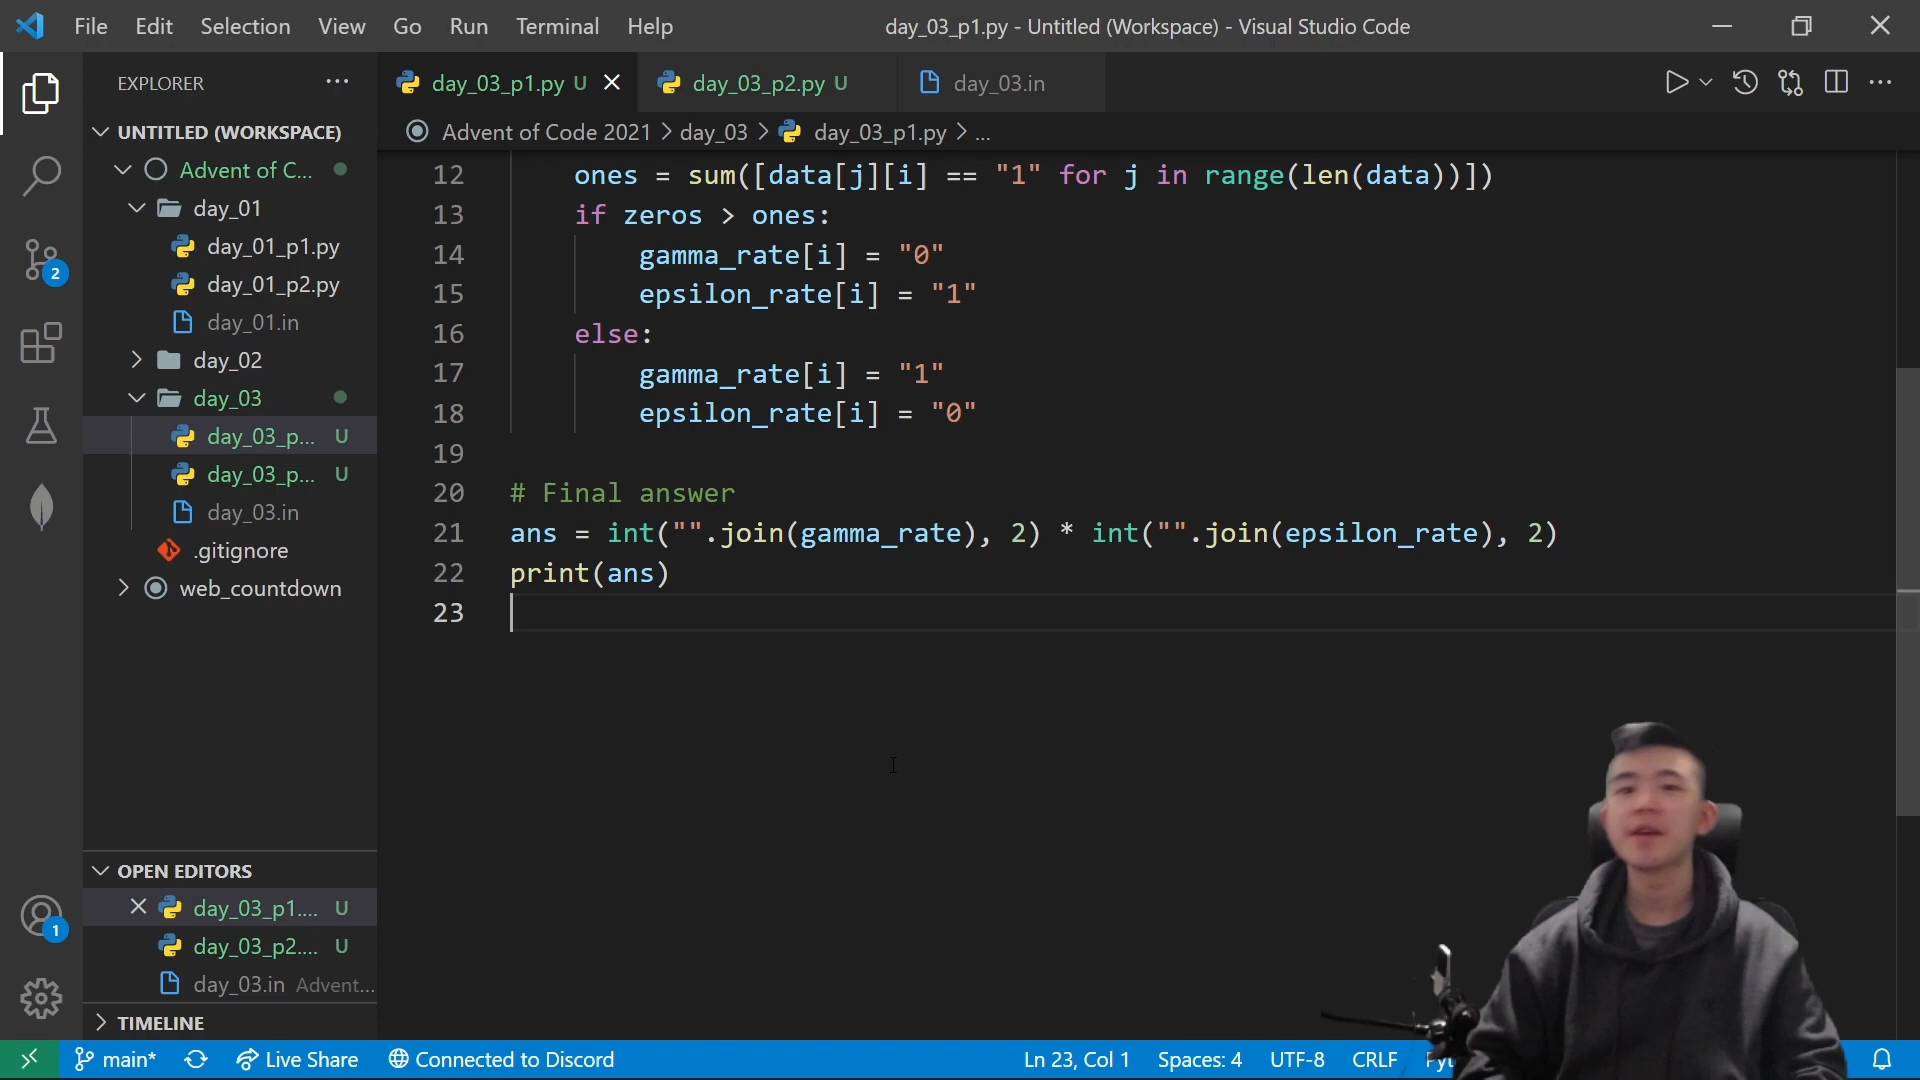 File Edit Selection View Go Run Terminal Help day_03_p1.py - Untitled (Workspace) - Visual Studio Code
EXPLORER
day_03_p1.py U day_03_p2.py U day_03.in
UNTITLED (WORKSPACE)
Advent of Code 2021 > day_03 > day_03_p1.py > ...
Advent of C...
day_01
day_01_p1.py
day_01_p2.py
day_01.in
day_02
day_03
day_03_p... U
day_03_p... U
day_03.in
.gitignore
web_countdown
2
12 ones = sum([data[j][i] == "1" for j in range(len(data))])
13 if zeros > ones:
14 gamma_rate[i] = "0"
15 epsilon_rate[i] = "1"
16 else:
17 gamma_rate[i] = "1"
18 epsilon_rate[i] = "0"
19
20 # Final answer
21 ans = int("".join(gamma_rate), 2) * int("".join(epsilon_rate), 2)
22 print(ans)
23
OPEN EDITORS
day_03_p1.... U
day_03_p2.... U
day_03.in Advent...
1
TIMELINE
main* Live Share Connected to Discord Ln 23, Col 1 Spaces: 4 UTF-8 CRLF